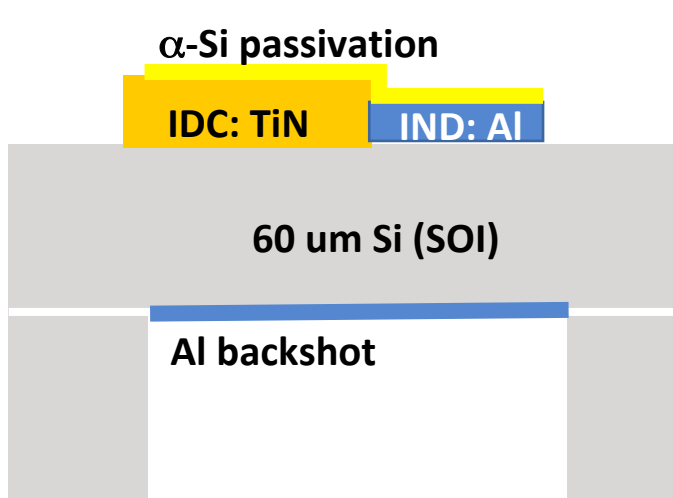 α-Si passivation
IDC: TiN
IND: Al
60 um Si (SOI)
Al backshot